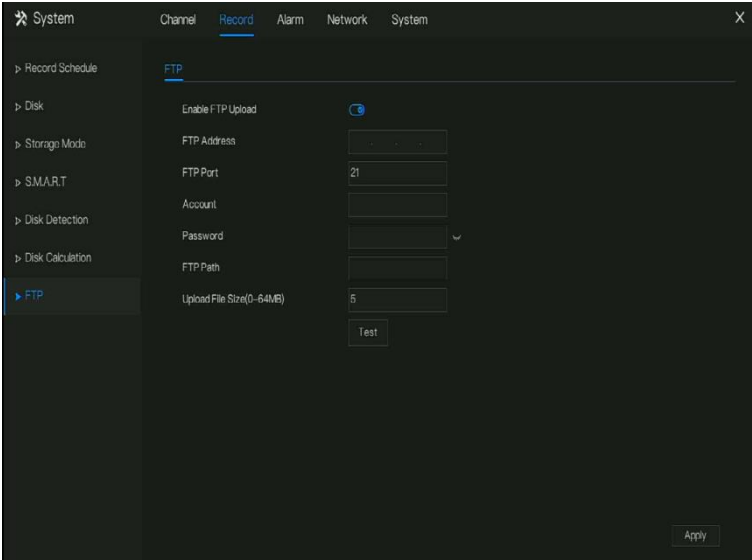 System
Channel Record Alarm Network System X
Record Schedule
Disk
Storage Mode
S.M.A.R.T
Disk Detection
Disk Calculation
FTP
FTP
Enable FTP Upload
FTP Address . . .
FTP Port 21
Account
Password
FTP Path
Upload File Size(0~64MB) 5
Test
Apply